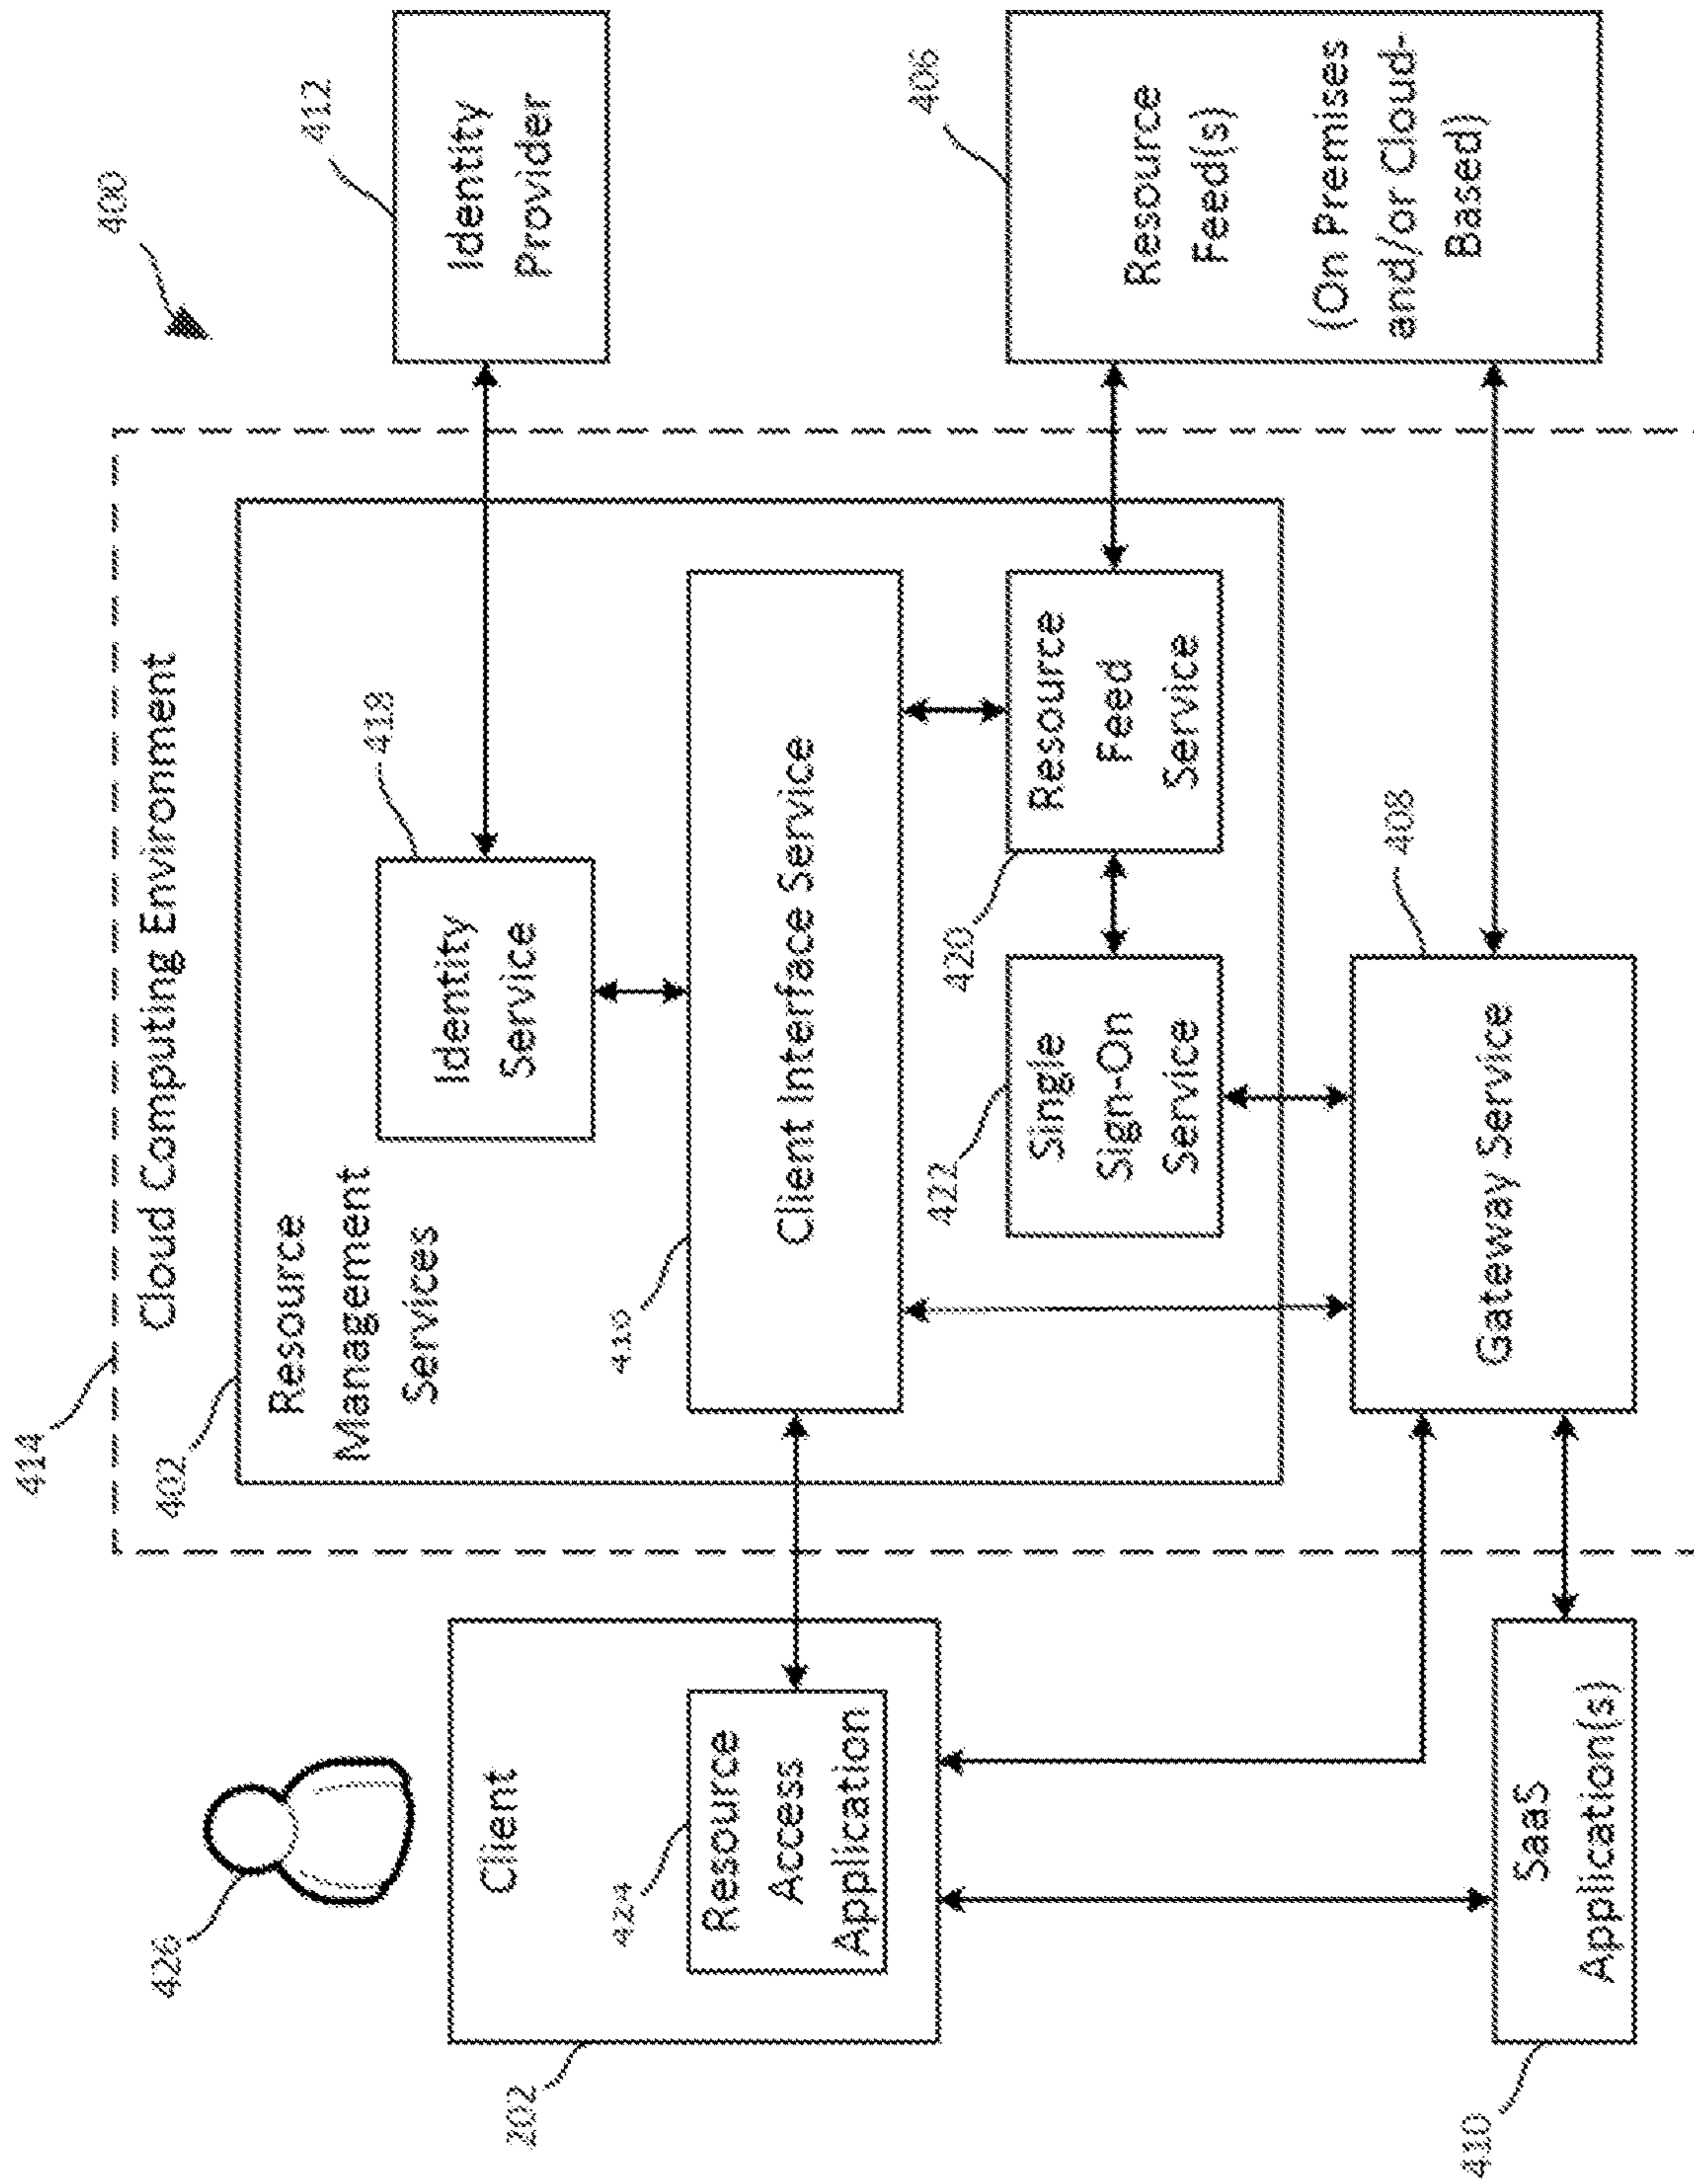 400
414
Cloud Computing Environment
402
Resource
Management
Services
426
Client
202
424
Resource
Access
Application
418
Identity
Service
412
Identity
Provider
416
Client Interface Service
422
Single
Sign-On
Service
420
Resource
Feed
Service
406
Resource
Feed(s)
(On Premises
and/or Cloud-
Based)
408
Gateway Service
410
SaaS
Application(s)